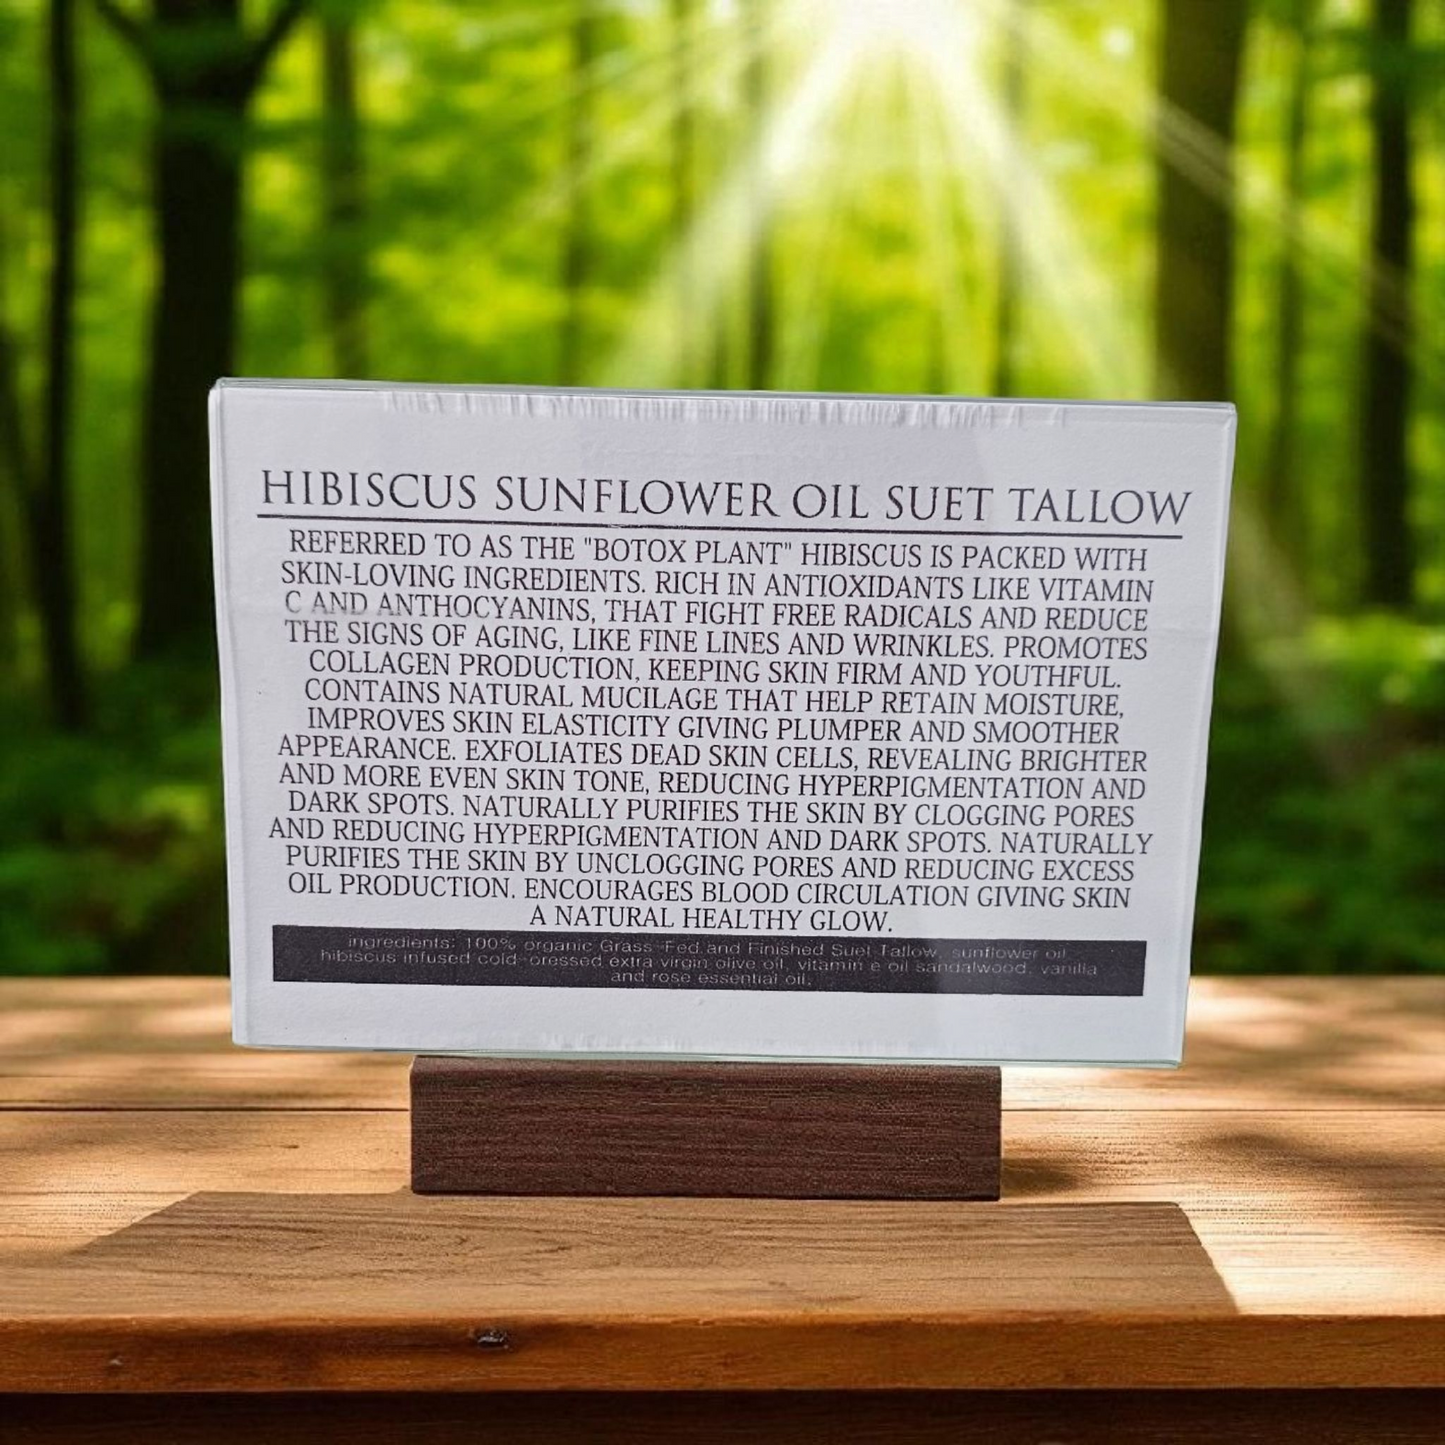 HIBISCUS SUNFLOWER OIL SUET TALLOW
REFERRED TO AS THE "BOTOX PLANT" HIBISCUS IS PACKED WITH
SKIN-LOVING INGREDIENTS. RICH IN ANTIOXIDANTS LIKE VITAMIN
C AND ANTHOCYANINS, THAT FIGHT FREE RADICALS AND REDUCE
THE SIGNS OF AGING, LIKE FINE LINES AND WRINKLES. PROMOTES
COLLAGEN PRODUCTION, KEEPING SKIN FIRM AND YOUTHFUL.
CONTAINS NATURAL MUCILAGE THAT HELP RETAIN MOISTURE,
IMPROVES SKIN ELASTICITY GIVING PLUMPER AND SMOOTHER
APPEARANCE. EXFOLIATES DEAD SKIN CELLS, REVEALING BRIGHTER
AND MORE EVEN SKIN TONE, REDUCING HYPERPIGMENTATION AND
DARK SPOTS. NATURALLY PURIFIES THE SKIN BY CLOGGING PORES
AND REDUCING HYPERPIGMENTATION AND DARK SPOTS. NATURALLY
PURIFIES THE SKIN BY UNCLOGGING PORES AND REDUCING EXCESS
OIL PRODUCTION. ENCOURAGES BLOOD CIRCULATION GIVING SKIN
A NATURAL HEALTHY GLOW.
ingredients: 100% organic Grass-Fed and Finished Suet Tallow, sunflower oil
hibiscus infused cold-pressed extra virgin olive oil, vitamin e oil sandalwood, vanilla
and rose essential oil.